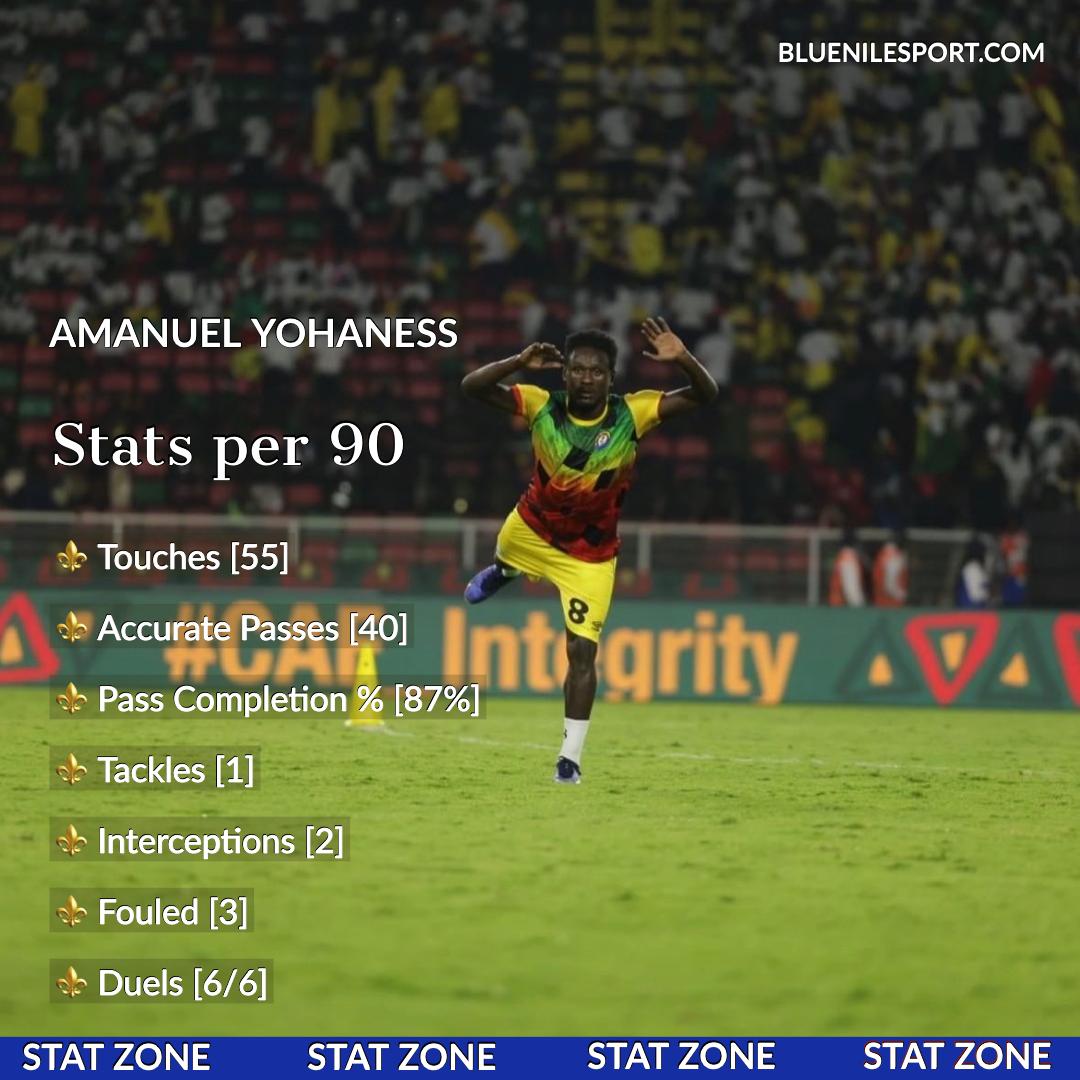 BLUENILESPORT.COM
AMANUEL YOHANESS
Stats per 90
⚜ Touches [55]
⚜ Accurate Passes [40]
#CAF Integrity
⚜ Pass Completion % [87%]
⚜ Tackles [1]
⚜ Interceptions [2]
⚜ Fouled [3]
⚜ Duels [6/6]
8
STAT ZONE STAT ZONE STAT ZONE STAT ZONE